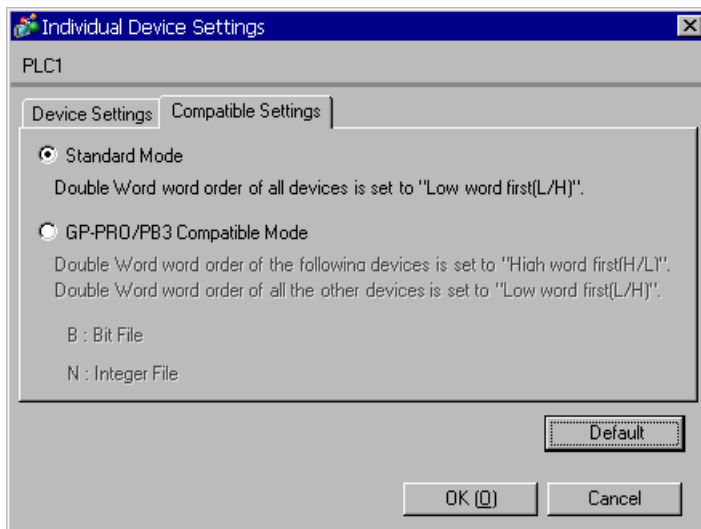 Individual Device Settings
PLC1
Device Settings
Compatible Settings
Standard Mode
Double Word word order of all devices is set to "Low word first(L/H)".
GP-PRO/PB3 Compatible Mode
Double Word word order of the following devices is set to "High word first(H/L)".
Double Word word order of all the other devices is set to "Low word first(L/H)".
B : Bit File
N : Integer File
Default
OK (O)
Cancel